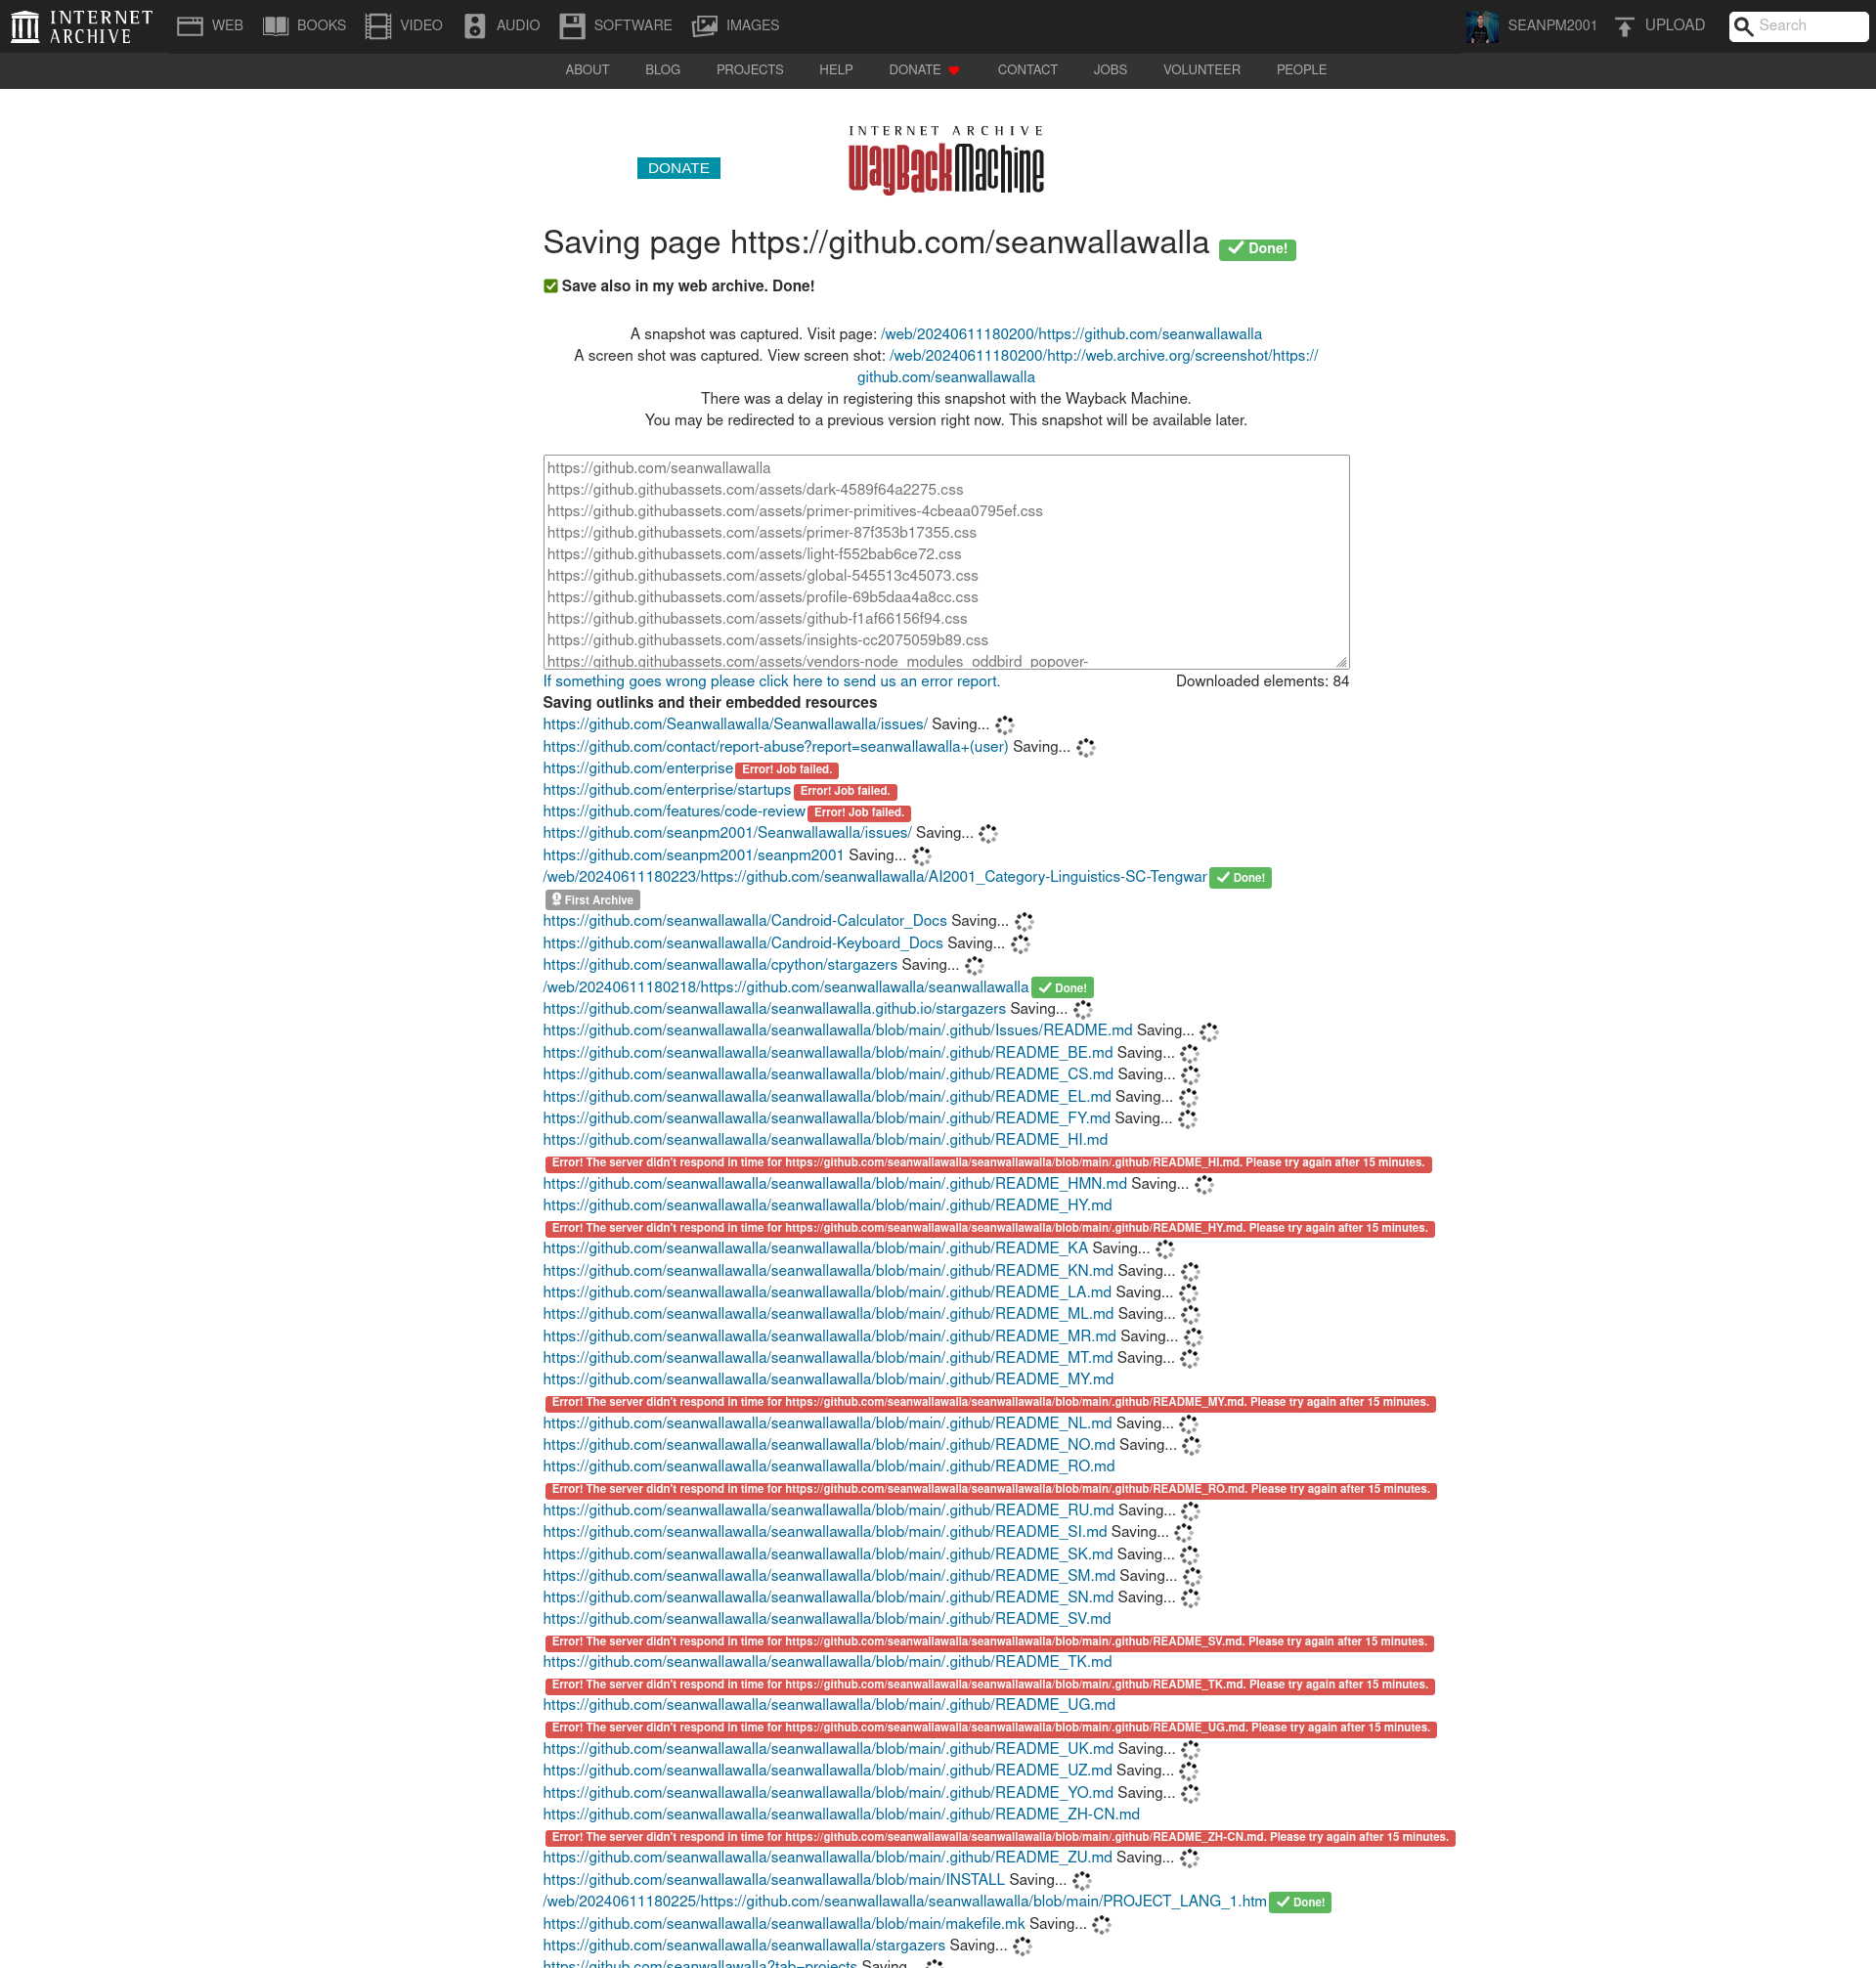 INTERNET ARCHIVE
WEB BOOKS VIDEO AUDIO SOFTWARE IMAGES SEANPM2001 UPLOAD Search
ABOUT BLOG PROJECTS HELP DONATE CONTACT JOBS VOLUNTEER PEOPLE
INTERNET ARCHIVE
DONATE
WayBackMachine
Saving page https://github.com/seanwallawalla Done!
Save also in my web archive. Done!
A snapshot was captured. Visit page: /web/20240611180200/https://github.com/seanwallawalla
A screen shot was captured. View screen shot: /web/20240611180200/http://web.archive.org/screenshot/https://
github.com/seanwallawalla
There was a delay in registering this snapshot with the Wayback Machine.
You may be redirected to a previous version right now. This snapshot will be available later.
https://github.com/seanwallawalla
https://github.githubassets.com/assets/dark-4589f64a2275.css
https://github.githubassets.com/assets/primer-primitives-4cbeaa0795ef.css
https://github.githubassets.com/assets/primer-87f353b17355.css
https://github.githubassets.com/assets/light-f552bab6ce72.css
https://github.githubassets.com/assets/global-545513c45073.css
https://github.githubassets.com/assets/profile-69b5daa4a8cc.css
https://github.githubassets.com/assets/github-f1af66156f94.css
https://github.githubassets.com/assets/insights-cc2075059b89.css
https://github.githubassets.com/assets/vendors-node_modules_oddbird_popover-
If something goes wrong please click here to send us an error report. Downloaded elements: 84
Saving outlinks and their embedded resources
https://github.com/Seanwallawalla/Seanwallawalla/issues/ Saving...
https://github.com/contact/report-abuse?report=seanwallawalla+(user) Saving...
https://github.com/enterprise Error! Job failed.
https://github.com/enterprise/startups Error! Job failed.
https://github.com/features/code-review Error! Job failed.
https://github.com/seanpm2001/Seanwallawalla/issues/ Saving...
https://github.com/seanpm2001/seanpm2001 Saving...
/web/20240611180223/https://github.com/seanwallawalla/AI2001_Category-Linguistics-SC-Tengwar Done!
First Archive
https://github.com/seanwallawalla/Candroid-Calculator_Docs Saving...
https://github.com/seanwallawalla/Candroid-Keyboard_Docs Saving...
https://github.com/seanwallawalla/cpython/stargazers Saving...
/web/20240611180218/https://github.com/seanwallawalla/seanwallawalla Done!
https://github.com/seanwallawalla/seanwallawalla.github.io/stargazers Saving...
https://github.com/seanwallawalla/seanwallawalla/blob/main/.github/Issues/README.md Saving...
https://github.com/seanwallawalla/seanwallawalla/blob/main/.github/README_BE.md Saving...
https://github.com/seanwallawalla/seanwallawalla/blob/main/.github/README_CS.md Saving...
https://github.com/seanwallawalla/seanwallawalla/blob/main/.github/README_EL.md Saving...
https://github.com/seanwallawalla/seanwallawalla/blob/main/.github/README_FY.md Saving...
https://github.com/seanwallawalla/seanwallawalla/blob/main/.github/README_HI.md
Error! The server didn't respond in time for https://github.com/seanwallawalla/seanwallawalla/blob/main/.github/README_HI.md. Please try again after 15 minutes.
https://github.com/seanwallawalla/seanwallawalla/blob/main/.github/README_HMN.md Saving...
https://github.com/seanwallawalla/seanwallawalla/blob/main/.github/README_HY.md
Error! The server didn't respond in time for https://github.com/seanwallawalla/seanwallawalla/blob/main/.github/README_HY.md. Please try again after 15 minutes.
https://github.com/seanwallawalla/seanwallawalla/blob/main/.github/README_KA Saving...
https://github.com/seanwallawalla/seanwallawalla/blob/main/.github/README_KN.md Saving...
https://github.com/seanwallawalla/seanwallawalla/blob/main/.github/README_LA.md Saving...
https://github.com/seanwallawalla/seanwallawalla/blob/main/.github/README_ML.md Saving...
https://github.com/seanwallawalla/seanwallawalla/blob/main/.github/README_MR.md Saving...
https://github.com/seanwallawalla/seanwallawalla/blob/main/.github/README_MT.md Saving...
https://github.com/seanwallawalla/seanwallawalla/blob/main/.github/README_MY.md
Error! The server didn't respond in time for https://github.com/seanwallawalla/seanwallawalla/blob/main/.github/README_MY.md. Please try again after 15 minutes.
https://github.com/seanwallawalla/seanwallawalla/blob/main/.github/README_NL.md Saving...
https://github.com/seanwallawalla/seanwallawalla/blob/main/.github/README_NO.md Saving...
https://github.com/seanwallawalla/seanwallawalla/blob/main/.github/README_RO.md
Error! The server didn't respond in time for https://github.com/seanwallawalla/seanwallawalla/blob/main/.github/README_RO.md. Please try again after 15 minutes.
https://github.com/seanwallawalla/seanwallawalla/blob/main/.github/README_RU.md Saving...
https://github.com/seanwallawalla/seanwallawalla/blob/main/.github/README_SI.md Saving...
https://github.com/seanwallawalla/seanwallawalla/blob/main/.github/README_SK.md Saving...
https://github.com/seanwallawalla/seanwallawalla/blob/main/.github/README_SM.md Saving...
https://github.com/seanwallawalla/seanwallawalla/blob/main/.github/README_SN.md Saving...
https://github.com/seanwallawalla/seanwallawalla/blob/main/.github/README_SV.md
Error! The server didn't respond in time for https://github.com/seanwallawalla/seanwallawalla/blob/main/.github/README_SV.md. Please try again after 15 minutes.
https://github.com/seanwallawalla/seanwallawalla/blob/main/.github/README_TK.md
Error! The server didn't respond in time for https://github.com/seanwallawalla/seanwallawalla/blob/main/.github/README_TK.md. Please try again after 15 minutes.
https://github.com/seanwallawalla/seanwallawalla/blob/main/.github/README_UG.md
Error! The server didn't respond in time for https://github.com/seanwallawalla/seanwallawalla/blob/main/.github/README_UG.md. Please try again after 15 minutes.
https://github.com/seanwallawalla/seanwallawalla/blob/main/.github/README_UK.md Saving...
https://github.com/seanwallawalla/seanwallawalla/blob/main/.github/README_UZ.md Saving...
https://github.com/seanwallawalla/seanwallawalla/blob/main/.github/README_YO.md Saving...
https://github.com/seanwallawalla/seanwallawalla/blob/main/.github/README_ZH-CN.md
Error! The server didn't respond in time for https://github.com/seanwallawalla/seanwallawalla/blob/main/.github/README_ZH-CN.md. Please try again after 15 minutes.
https://github.com/seanwallawalla/seanwallawalla/blob/main/.github/README_ZU.md Saving...
https://github.com/seanwallawalla/seanwallawalla/blob/main/INSTALL Saving...
/web/20240611180225/https://github.com/seanwallawalla/seanwallawalla/blob/main/PROJECT_LANG_1.htm Done!
https://github.com/seanwallawalla/seanwallawalla/blob/main/makefile.mk Saving...
https://github.com/seanwallawalla/seanwallawalla/stargazers Saving...
https://github.com/seanwallawalla?tab=projects Saving...